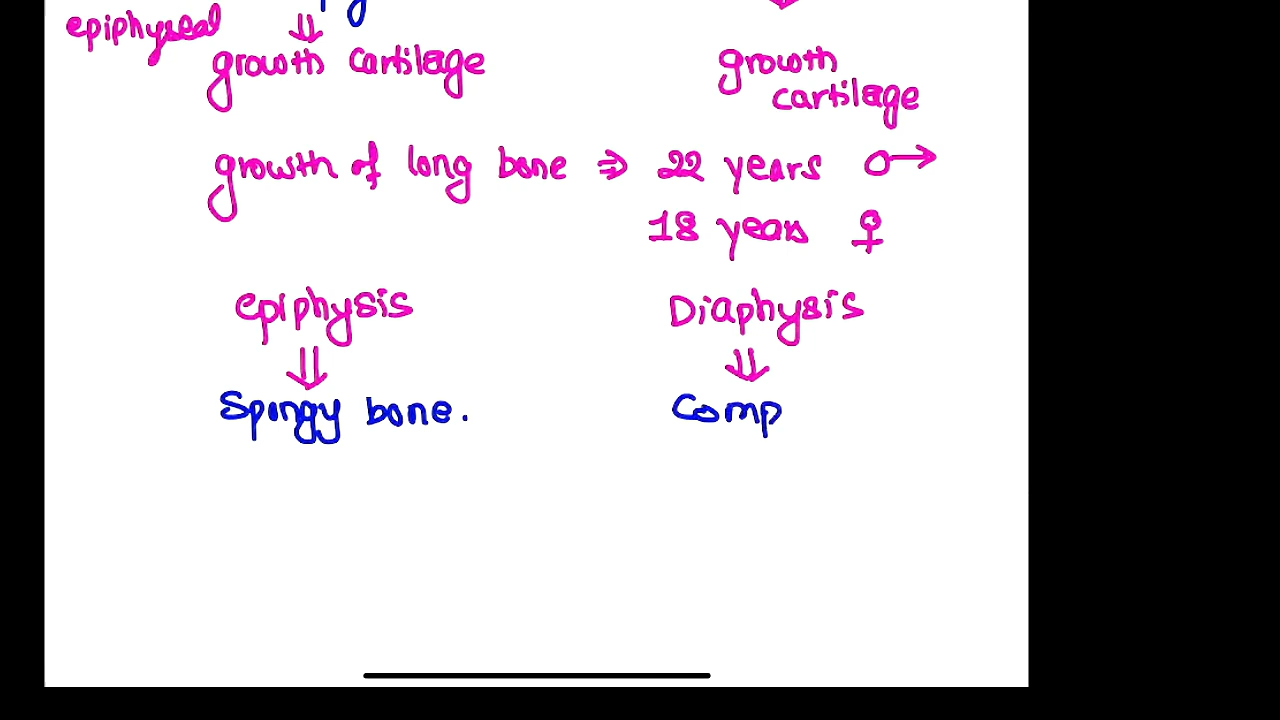 epiphyseal
growth cartilage
growth
cartilage
growth of long bone ⇒ 22 years ♂
18 years ♀
epiphysis Diaphysis
⇓ ⇓
Spongy bone. Comp